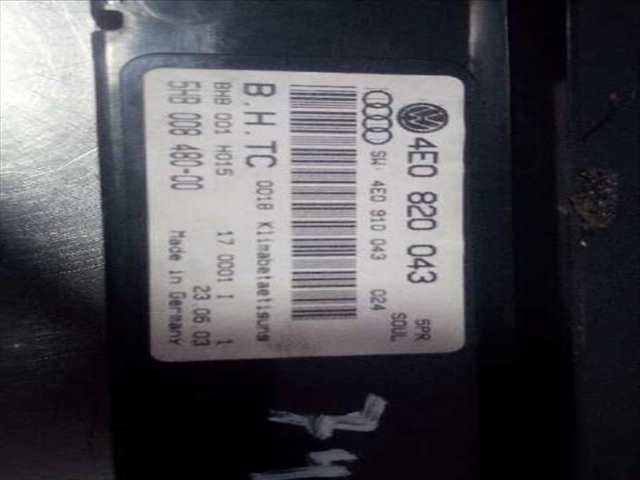 4E0 820 043 5PR
SW: 4E0 910 043 024 SOUL
B.H.TC 0018 Klimabetaetigung
BHB 001 H015 17 0001 I 1
5HB 008 480-00 23 06 03
Made in Germany